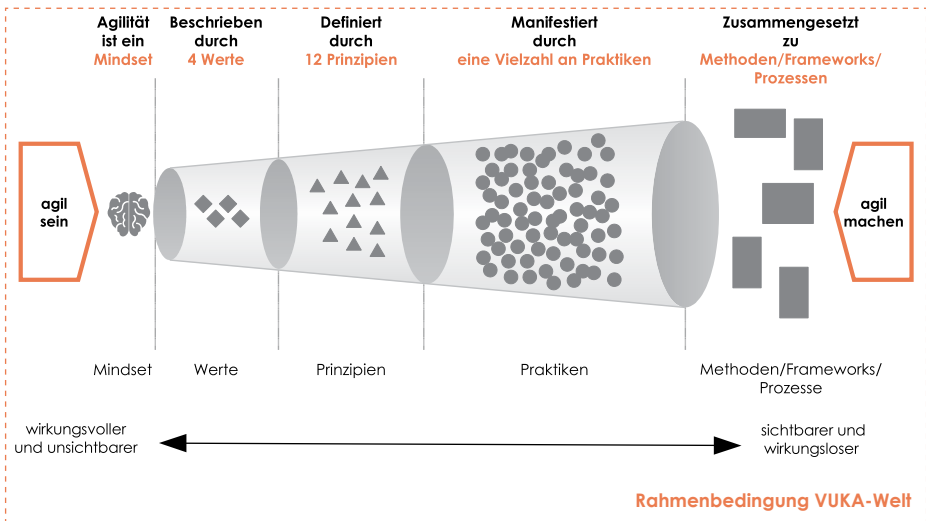 Agilität
ist ein
Mindset
Beschrieben
durch
4 Werte
Definiert
durch
12 Prinzipien
Manifestiert
durch
eine Vielzahl an Praktiken
Zusammengesetzt
zu
Methoden/Frameworks/
Prozessen
agil
sein
agil
machen
Mindset
Werte
Prinzipien
Praktiken
Methoden/Frameworks/
Prozesse
wirkungsvoller
und unsichtbarer
sichtbarer und
wirkungsloser
Rahmenbedingung VUKA-Welt